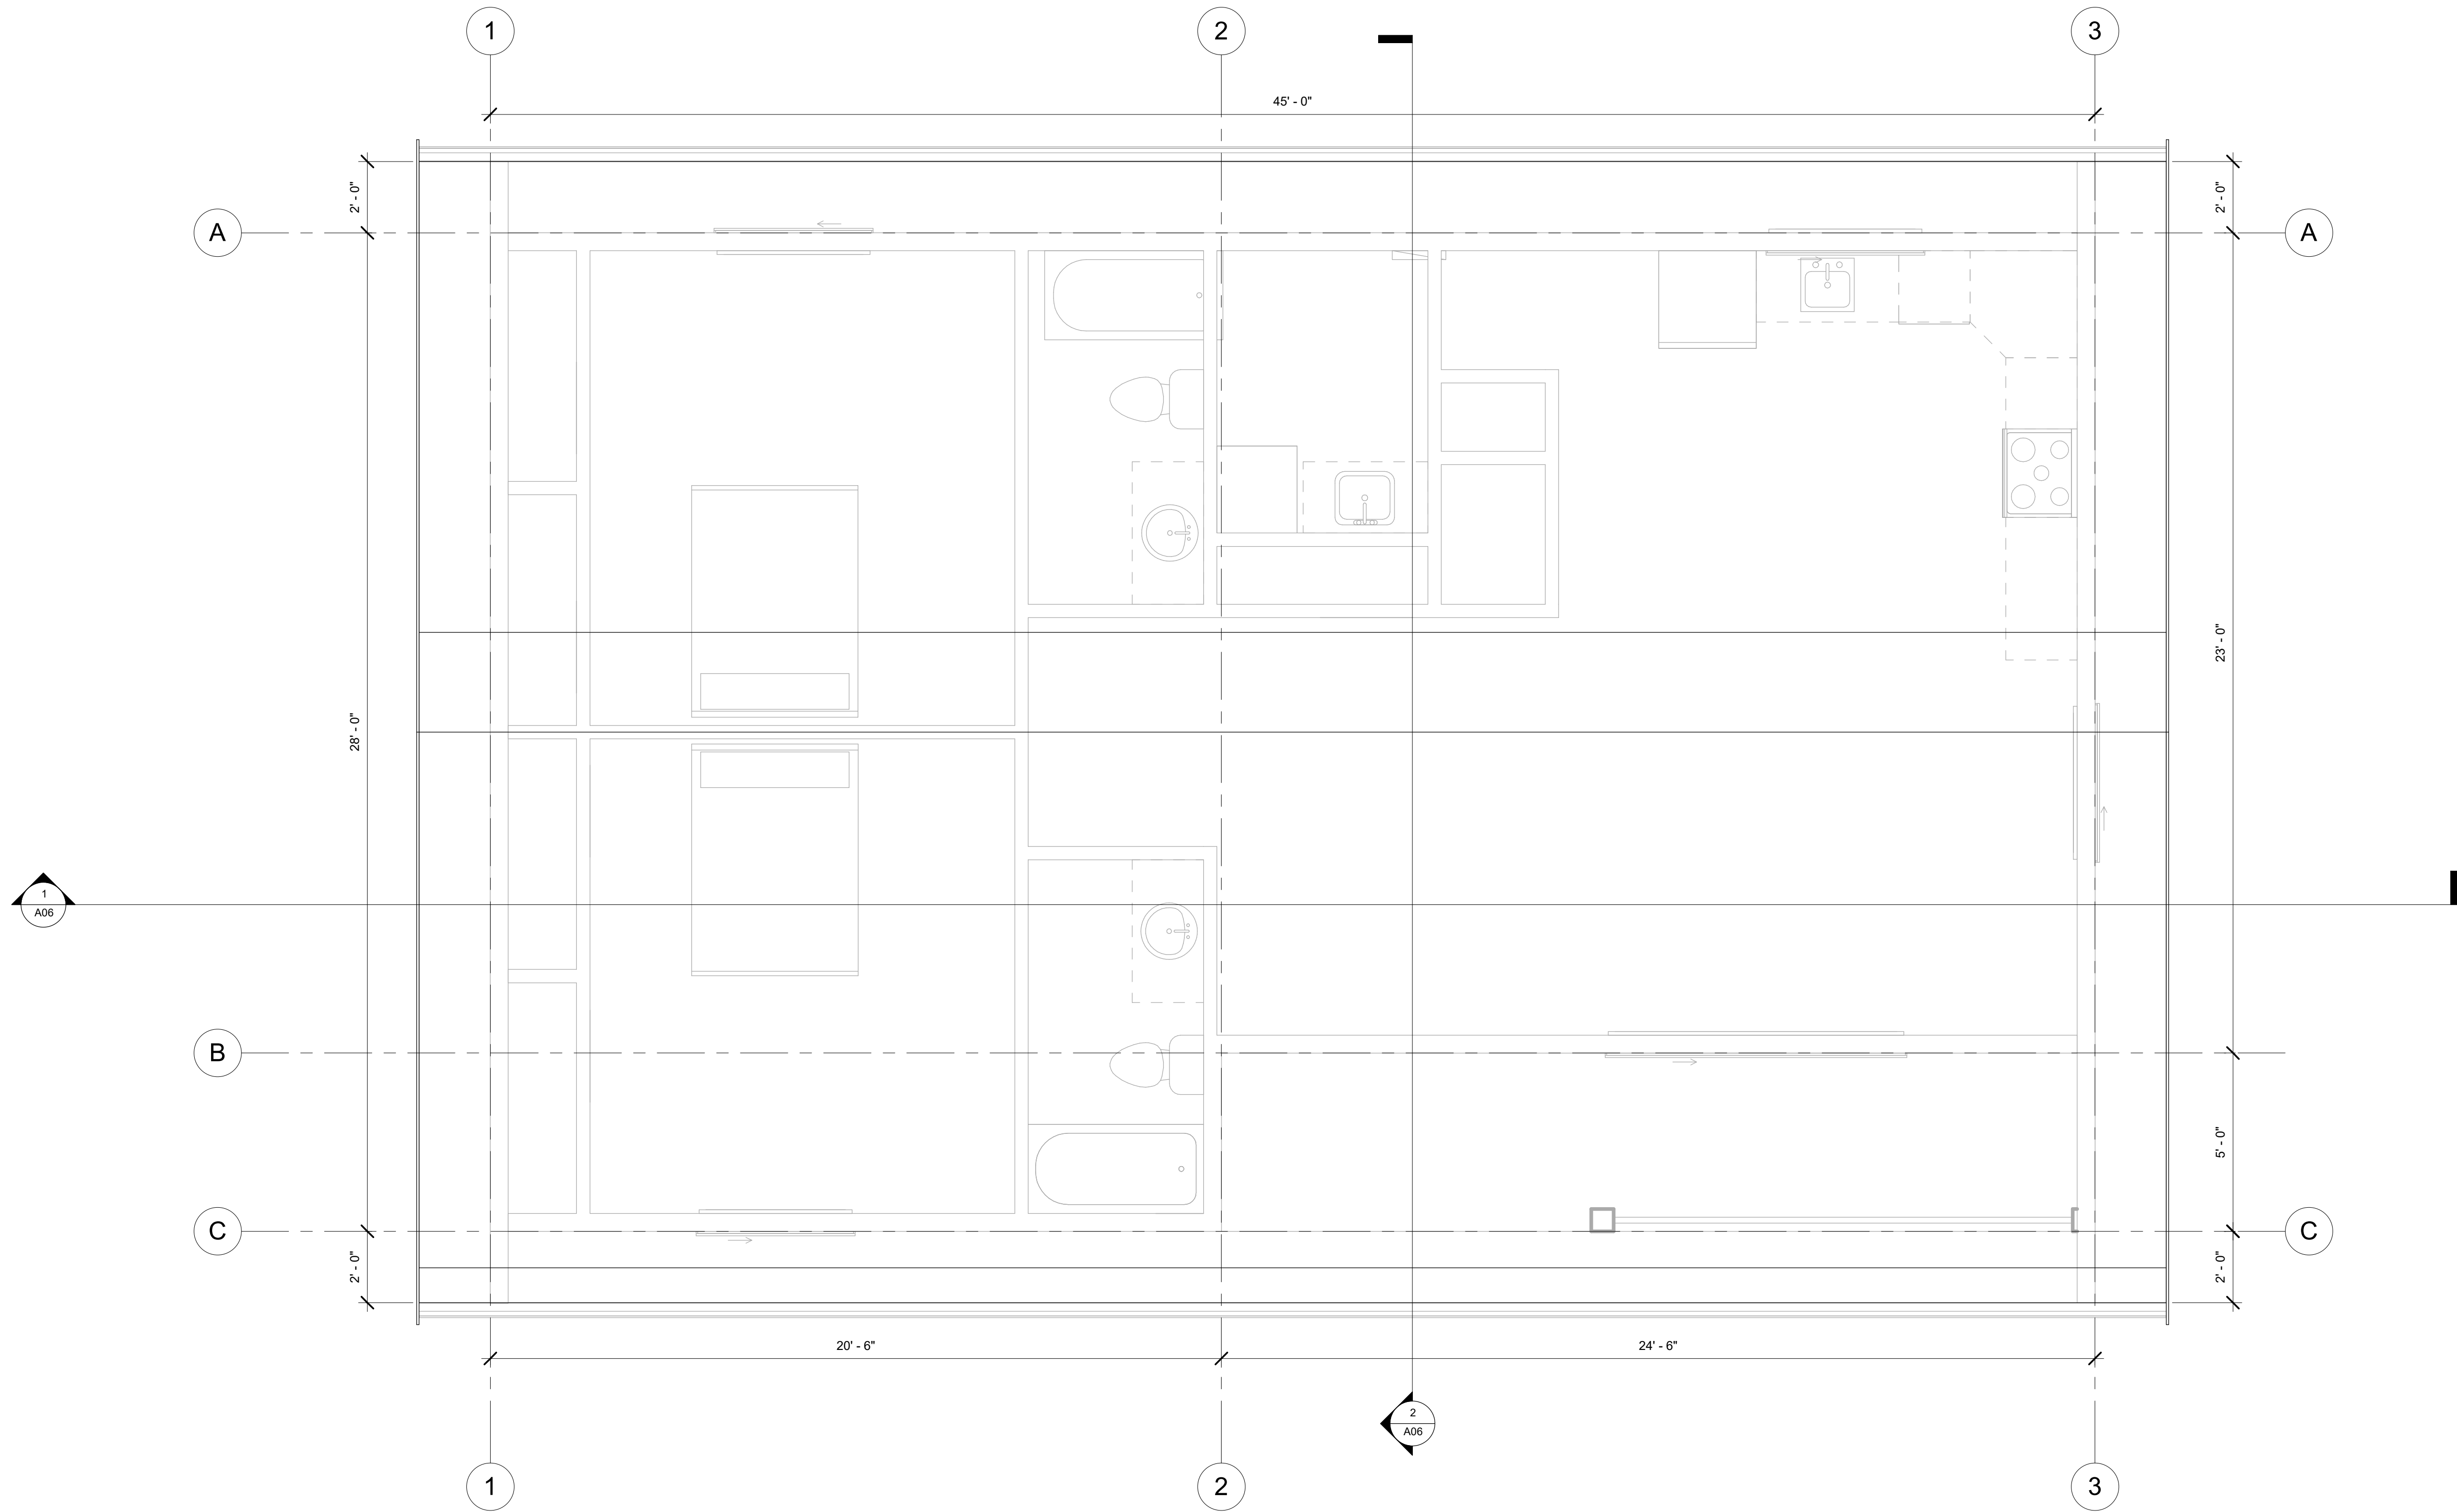 1
2
3
45' - 0"
2' - 0"
2' - 0"
A
A
23' - 0"
28' - 0"
1
A06
B
5' - 0"
C
C
2' - 0"
2' - 0"
20' - 6"
24' - 6"
2
A06
1
2
3